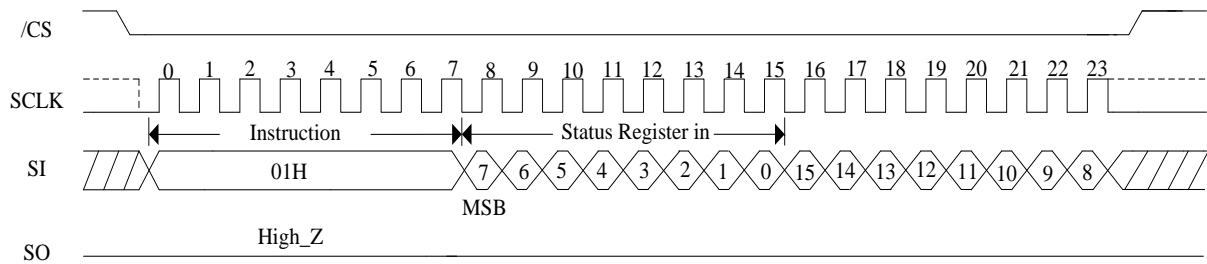 /CS
0 1 2 3 4 5 6 7 8 9 10 11 12 13 14 15 16 17 18 19 20 21 22 23
SCLK
Instruction Status Register in
SI 01H 7 6 5 4 3 2 1 0 15 14 13 12 11 10 9 8
MSB
High_Z
SO